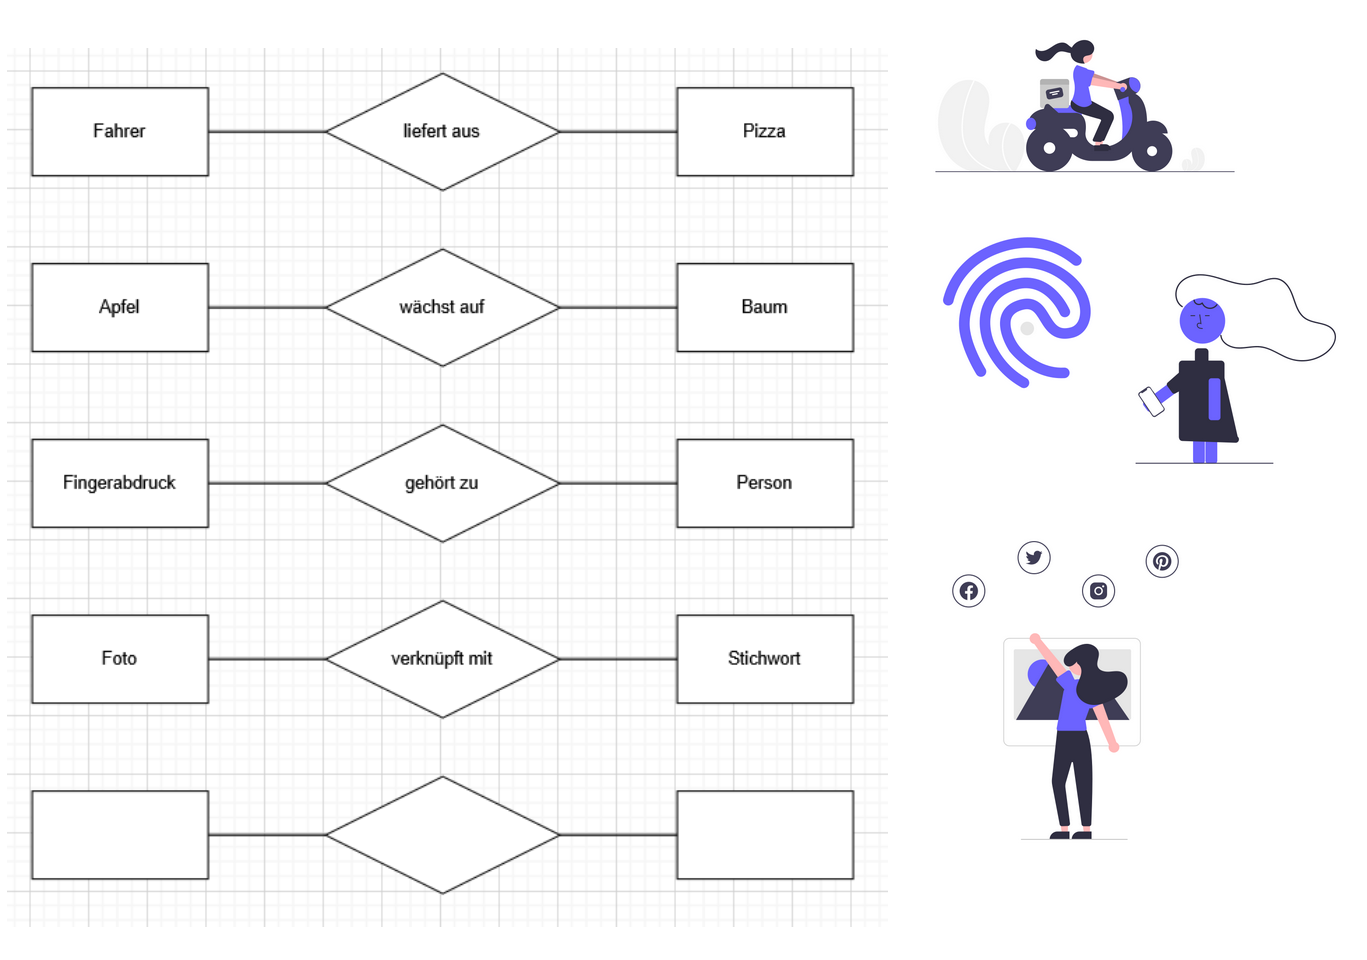 Fahrer liefert aus Pizza
Apfel wächst auf Baum
Fingerabdruck gehört zu Person
Foto verknüpft mit Stichwort